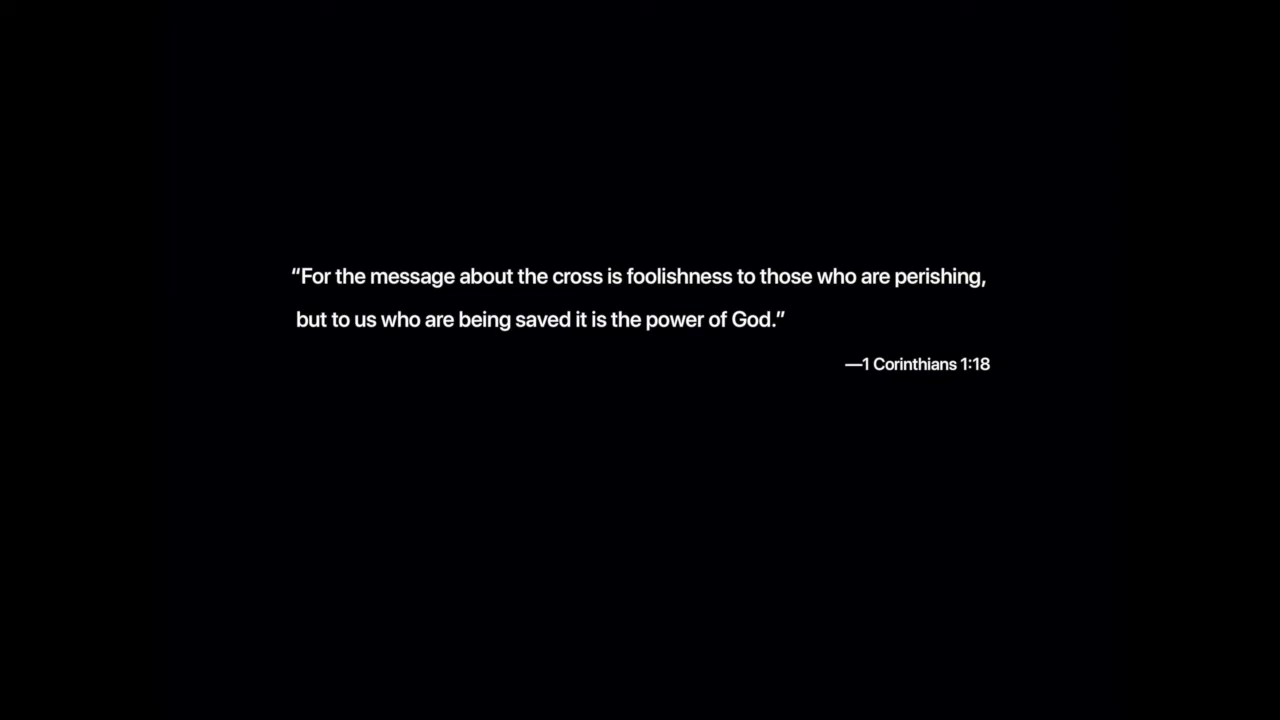 “For the message about the cross is foolishness to those who are perishing,
but to us who are being saved it is the power of God.”
—1 Corinthians 1:18